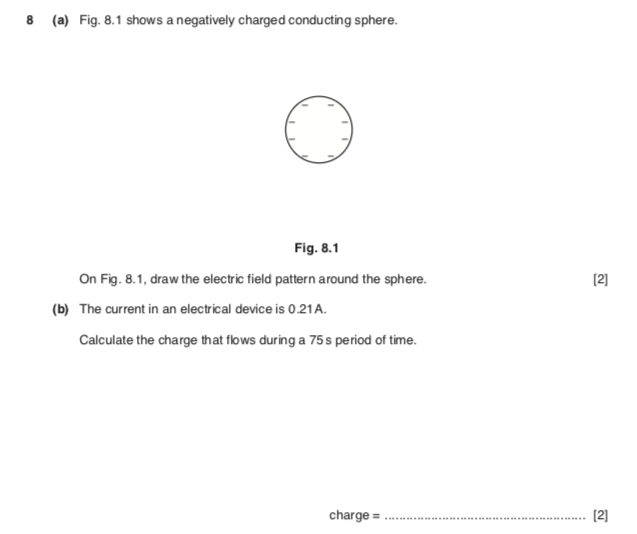 8 (a) Fig. 8.1 shows a negatively charged conducting sphere.
Fig. 8.1
On Fig. 8.1, draw the electric field pattern around the sphere. [2]
(b) The current in an electrical device is 0.21 A.
Calculate the charge that flows during a 75 s period of time.
charge = ........................................................ [2]